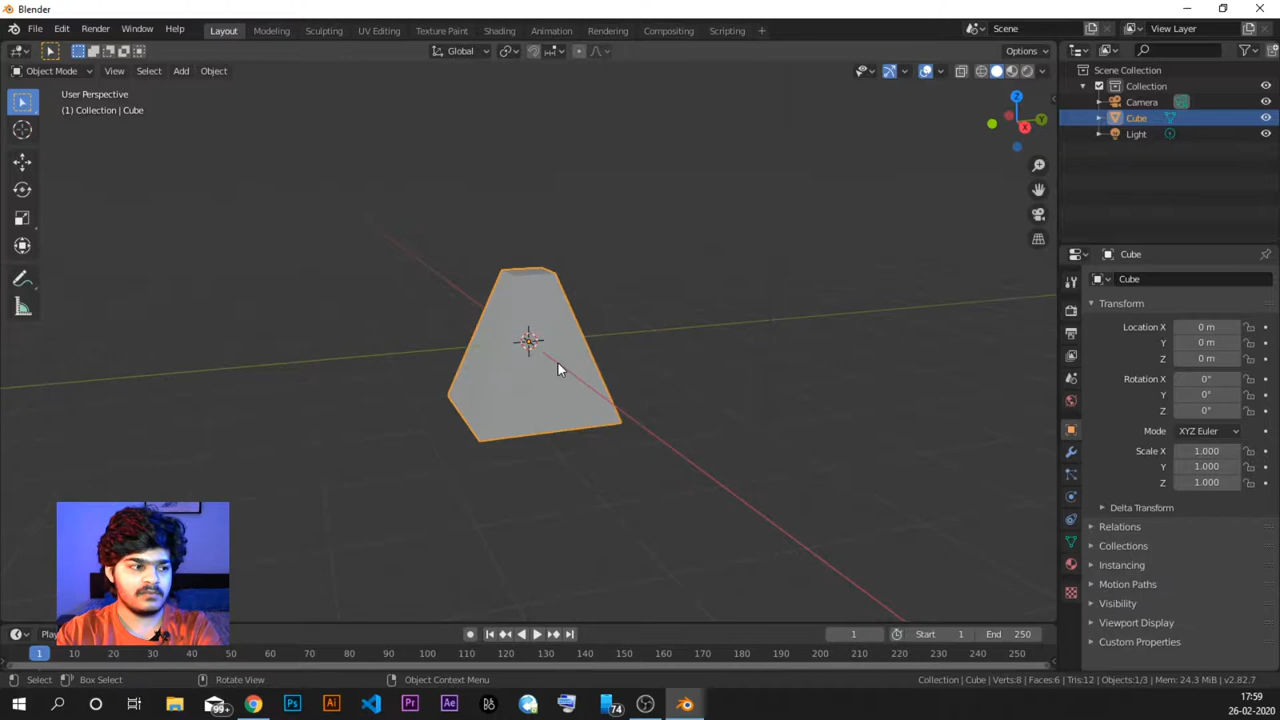 Blender
File Edit Render Window Help
Layout Modeling Sculpting UV Editing Texture Paint Shading Animation Rendering Compositing Scripting +
Scene
View Layer
Global
Options
Object Mode View Select Add Object
User Perspective
(1) Collection | Cube
Z
Y
X
Scene Collection
Collection
Camera
Cube
Light
Cube
Cube
Transform
Location X 0 m
Y 0 m
Z 0 m
Rotation X 0°
Y 0°
Z 0°
Mode XYZ Euler
Scale X 1.000
Y 1.000
Z 1.000
Delta Transform
Relations
Collections
Instancing
Motion Paths
Visibility
Viewport Display
Custom Properties
1 Start 1 End 250
1 10 20 30 40 50 60 70 80 90 100 110 120 130 140 150 160 170 180 190 200 210 220 230 240 250
Select Box Select Rotate View Object Context Menu
Collection | Cube | Verts:8 | Faces:6 | Tris:12 | Objects:1/3 | Mem: 24.3 MiB | v2.82.7
99+ Ps Ai Pr Ae 74
17:59
26-02-2020